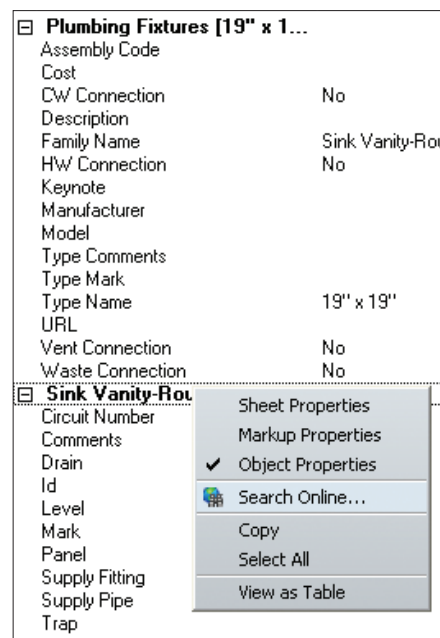 Plumbing Fixtures [19" x 1...
Assembly Code
Cost
CW Connection No
Description
Family Name Sink Vanity-Rou
HW Connection No
Keynote
Manufacturer
Model
Type Comments
Type Mark
Type Name 19" x 19"
URL
Vent Connection No
Waste Connection No
Sink Vanity-Rou
Circuit Number
Comments
Drain
Id
Level
Mark
Panel
Supply Fitting
Supply Pipe
Trap
Sheet Properties
Markup Properties
Object Properties
Search Online...
Copy
Select All
View as Table